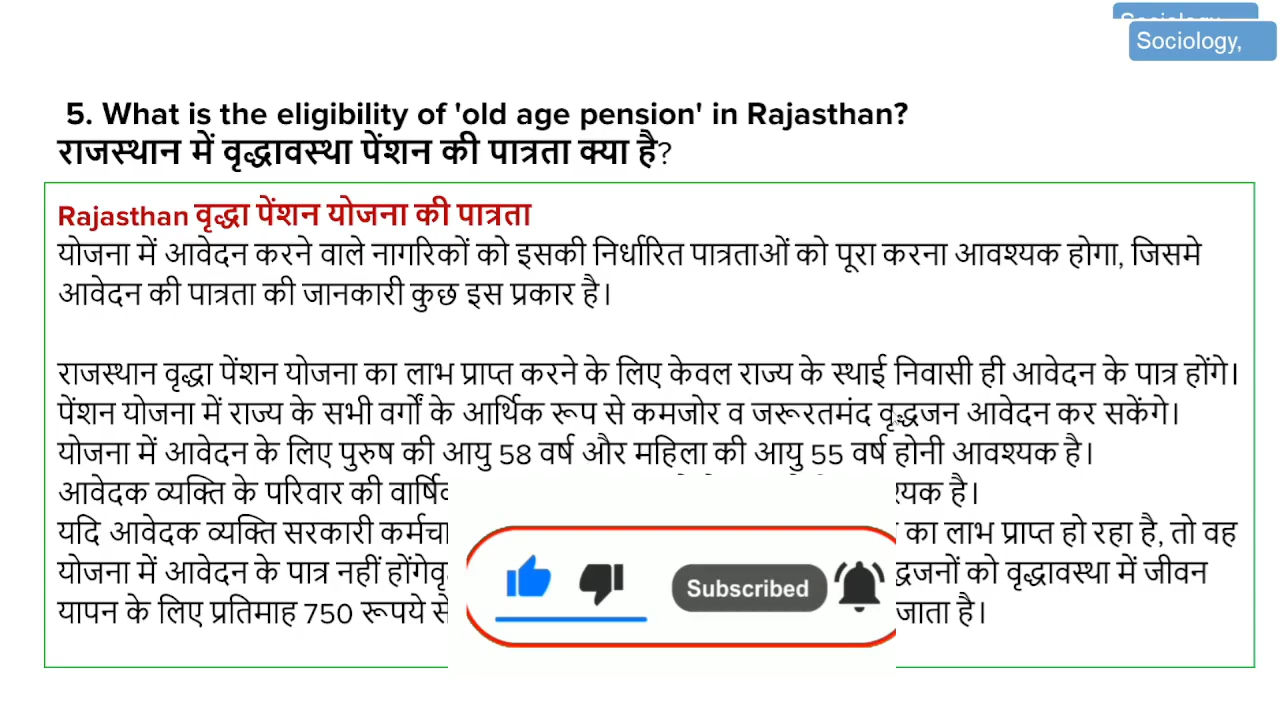 Sociology,
5. What is the eligibility of 'old age pension' in Rajasthan?
राजस्थान में वृद्धावस्था पेंशन की पात्रता क्या है?
Rajasthan वृद्धा पेंशन योजना की पात्रता
योजना में आवेदन करने वाले नागरिकों को इसकी निर्धारित पात्रताओं को पूरा करना आवश्यक होगा, जिसमे
आवेदन की पात्रता की जानकारी कुछ इस प्रकार है।
राजस्थान वृद्धा पेंशन योजना का लाभ प्राप्त करने के लिए केवल राज्य के स्थाई निवासी ही आवेदन के पात्र होंगे।
पेंशन योजना में राज्य के सभी वर्गों के आर्थिक रूप से कमजोर व जरूरतमंद वृद्धजन आवेदन कर सकेंगे।
योजना में आवेदन के लिए पुरुष की आयु 58 वर्ष और महिला की आयु 55 वर्ष होनी आवश्यक है।
आवेदक व्यक्ति के परिवार की है।
यदि आवेदक व्यक्ति सरकारी का लाभ प्राप्त हो रहा है, तो वह
योजना में आवेदन के पात्र नहीं को वृद्धावस्था में जीवन
यापन के लिए प्रतिमाह 750 रूपये जाता है।
Subscribed